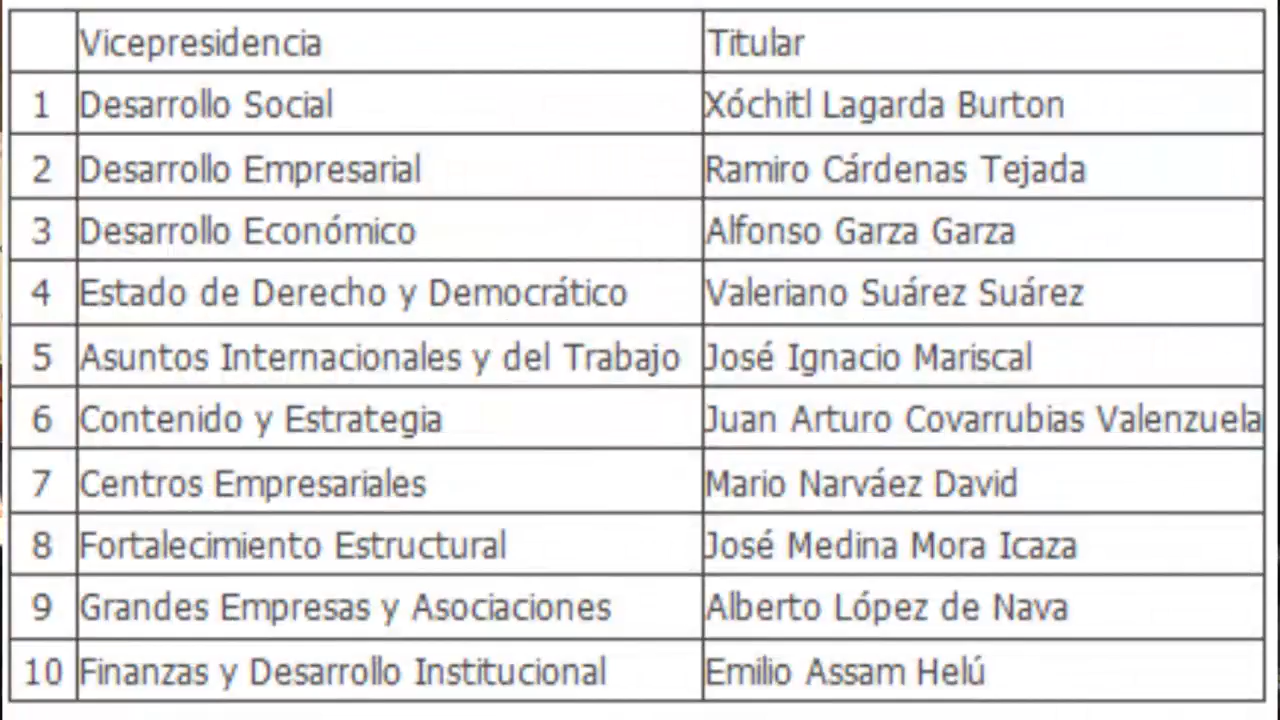 Vicepresidencia Titular
1 Desarrollo Social Xóchitl Lagarda Burton
2 Desarrollo Empresarial Ramiro Cárdenas Tejada
3 Desarrollo Económico Alfonso Garza Garza
4 Estado de Derecho y Democrático Valeriano Suárez Suárez
5 Asuntos Internacionales y del Trabajo José Ignacio Mariscal
6 Contenido y Estrategia Juan Arturo Covarrubias Valenzuela
7 Centros Empresariales Mario Narváez David
8 Fortalecimiento Estructural José Medina Mora Icaza
9 Grandes Empresas y Asociaciones Alberto López de Nava
10 Finanzas y Desarrollo Institucional Emilio Assam Helú